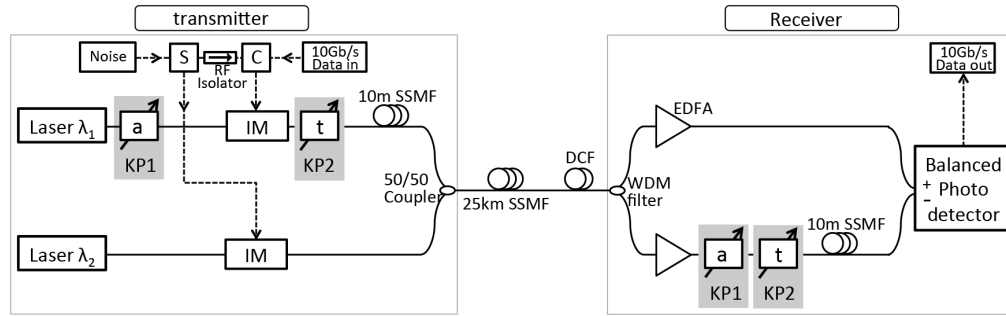 transmitter
Receiver
Noise
S
C
10Gb/s
Data in
RF
Isolator
10Gb/s
Data out
Laser λ1
a
KP1
IM
t
KP2
10m SSMF
EDFA
50/50
Coupler
25km SSMF
DCF
WDM
filter
Balanced
+ Photo
- detector
Laser λ2
IM
a
KP1
t
KP2
10m SSMF